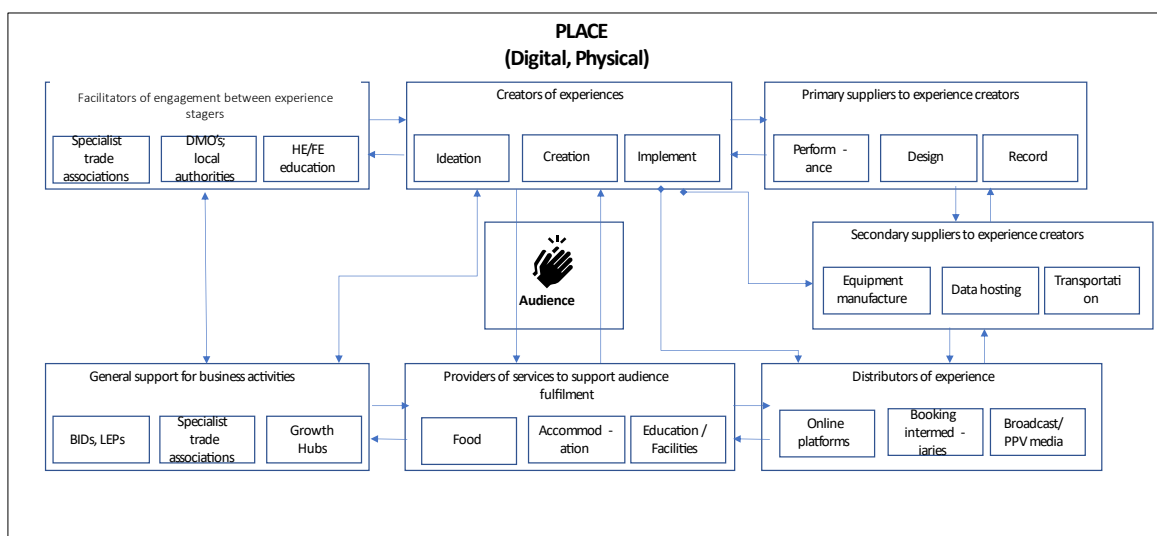 PLACE
(Digital, Physical)
Facilitators of engagement between experience
stagers
Specialist
trade
associations
DMO's;
local
authorities
HE/FE
education
Creators of experiences
Ideation
Creation
Implement
Primary suppliers to experience creators
Perform -
ance
Design
Record
Secondary suppliers to experience creators
Equipment
manufacture
Data hosting
Transportati
on
Audience
General support for business activities
BIDs, LEPs
Specialist
trade
associations
Growth
Hubs
Providers of services to support audience
fulfilment
Food
Accommod -
ation
Education /
Facilities
Distributors of experience
Online
platforms
Booking
intermed -
iaries
Broadcast/
PPV media